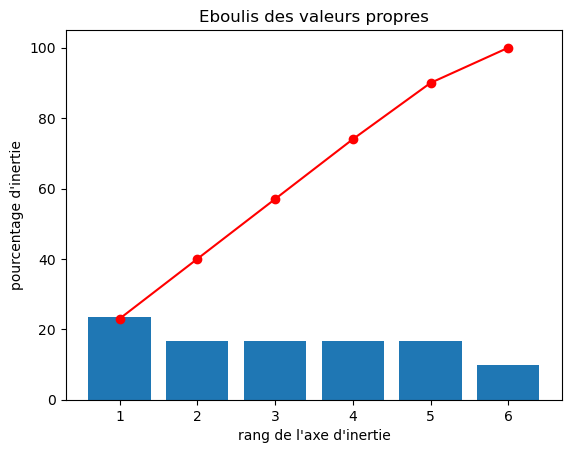 Eboulis des valeurs propres
100
80
60
40
20
0
pourcentage d'inertie
1 2 3 4 5 6
rang de l'axe d'inertie